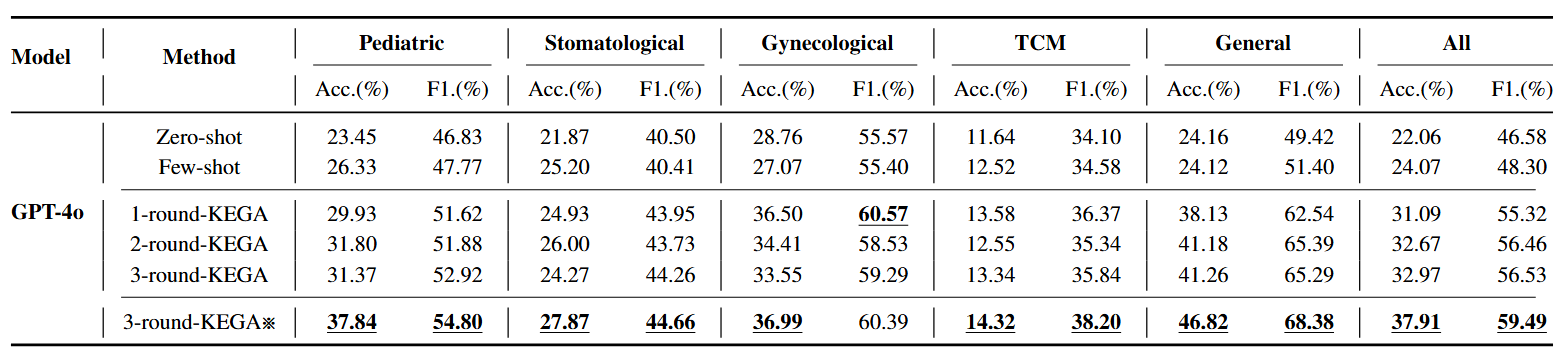 Model Method Pediatric Stomatological Gynecological TCM General All
Acc.(%) F1.(%) Acc.(%) F1.(%) Acc.(%) F1.(%) Acc.(%) F1.(%) Acc.(%) F1.(%) Acc.(%) F1.(%)
GPT-4o
Zero-shot 23.45 46.83 21.87 40.50 28.76 55.57 11.64 34.10 24.16 49.42 22.06 46.58
Few-shot 26.33 47.77 25.20 40.41 27.07 55.40 12.52 34.58 24.12 51.40 24.07 48.30
1-round-KEGA 29.93 51.62 24.93 43.95 36.50 60.57 13.58 36.37 38.13 62.54 31.09 55.32
2-round-KEGA 31.80 51.88 26.00 43.73 34.41 58.53 12.55 35.34 41.18 65.39 32.67 56.46
3-round-KEGA 31.37 52.92 24.27 44.26 33.55 59.29 13.34 35.84 41.26 65.29 32.97 56.53
3-round-KEGA※ 37.84 54.80 27.87 44.66 36.99 60.39 14.32 38.20 46.82 68.38 37.91 59.49